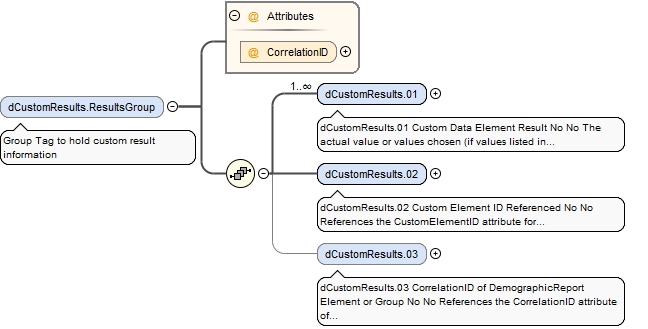 @ Attributes
@ CorrelationID
dCustomResults.ResultsGroup
Group Tag to hold custom result
information
1..∞
dCustomResults.01
dCustomResults.01 Custom Data Element Result No No The
actual value or values chosen (if values listed in...
dCustomResults.02
dCustomResults.02 Custom Element ID Referenced No No
References the CustomElementID attribute for...
dCustomResults.03
dCustomResults.03 CorrelationID of DemographicReport
Element or Group No No References the CorrelationID attribute
of...